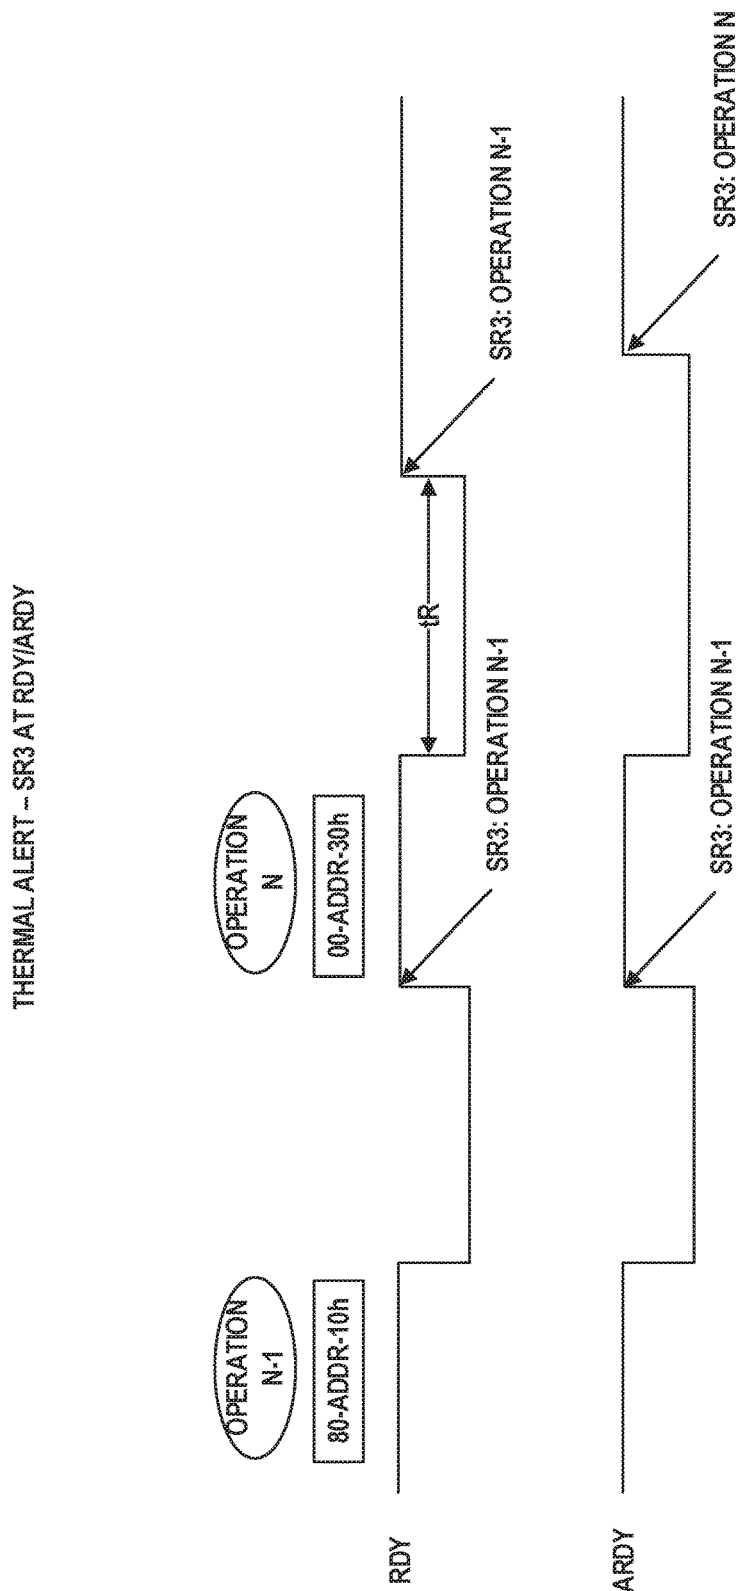 THERMAL ALERT – SR3 AT RDY/ARDY
OPERATION
N-1
OPERATION
N
80-ADDR-10h
00-ADDR-30h
RDY
tR
SR3: OPERATION N-1
SR3: OPERATION N-1
ARDY
SR3: OPERATION N-1
SR3: OPERATION N